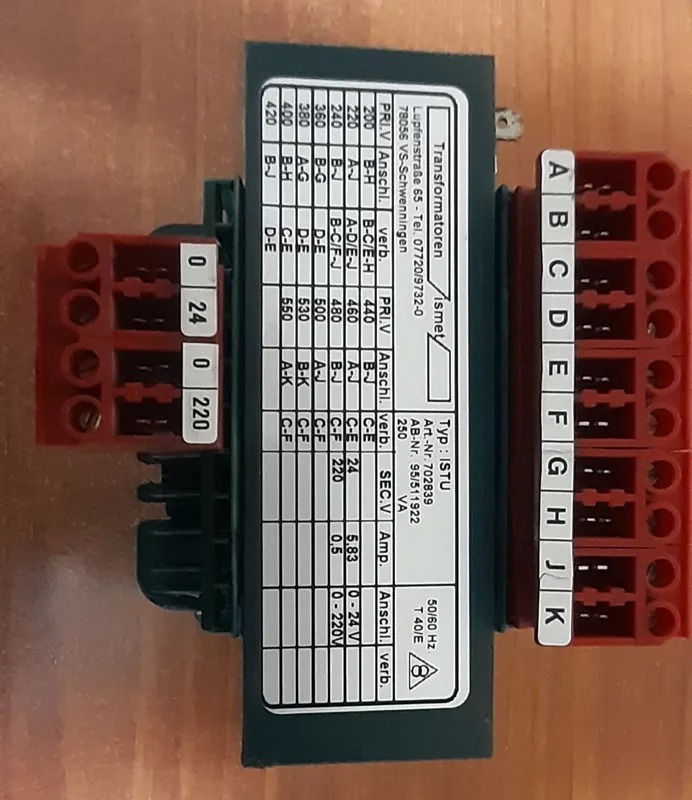 A B C D E F G H J K
Transformatoren ismet
Lupfenstraße 65 - Tel. 07720/9732-0
78056 VS-Schwenningen
Typ : ISTU
Art.-Nr. 702839
AB-Nr. 95/511922
250 VA
50/60 Hz.
T 40/E
8
PRI.V Anschl. verb. PRI.V Anschl. verb. SEC.V Amp. Anschl. verb.
200 B-H B-C/E-H 440 B-J C-E
220 A-J A-D/E-J 460 A-J C-E 24 5,83 0 - 24 V
240 B-J B-C/F-J 480 B-J C-F 220 0,5 0 - 220V
360 B-G D-E 500 A-J C-F
380 A-G D-E 530 B-K C-F
400 B-H C-E 550 A-K C-F
420 B-J D-E
0 24 0 220